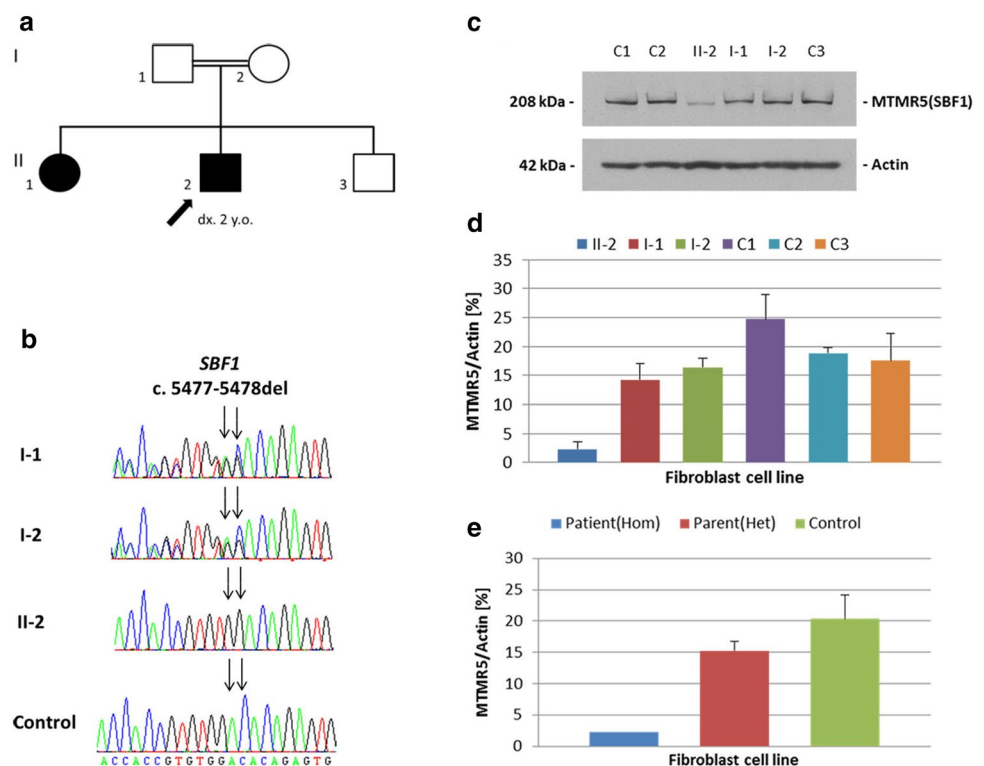 a
I
1
2
II
1
2
3
dx. 2 y.o.
b
SBF1
c. 5477-5478del
I-1
I-2
II-2
Control
A C C A C C G T G T G G A C A C A G A G T G
c
C1 C2 II-2 I-1 I-2 C3
208 kDa - - MTMR5(SBF1)
42 kDa - - Actin
d
II-2 I-1 I-2 C1 C2 C3
MTMR5/Actin [%]
35
30
25
20
15
10
5
0
Fibroblast cell line
e
Patient(Hom) Parent(Het) Control
MTMR5/Actin [%]
30
25
20
15
10
5
0
Fibroblast cell line